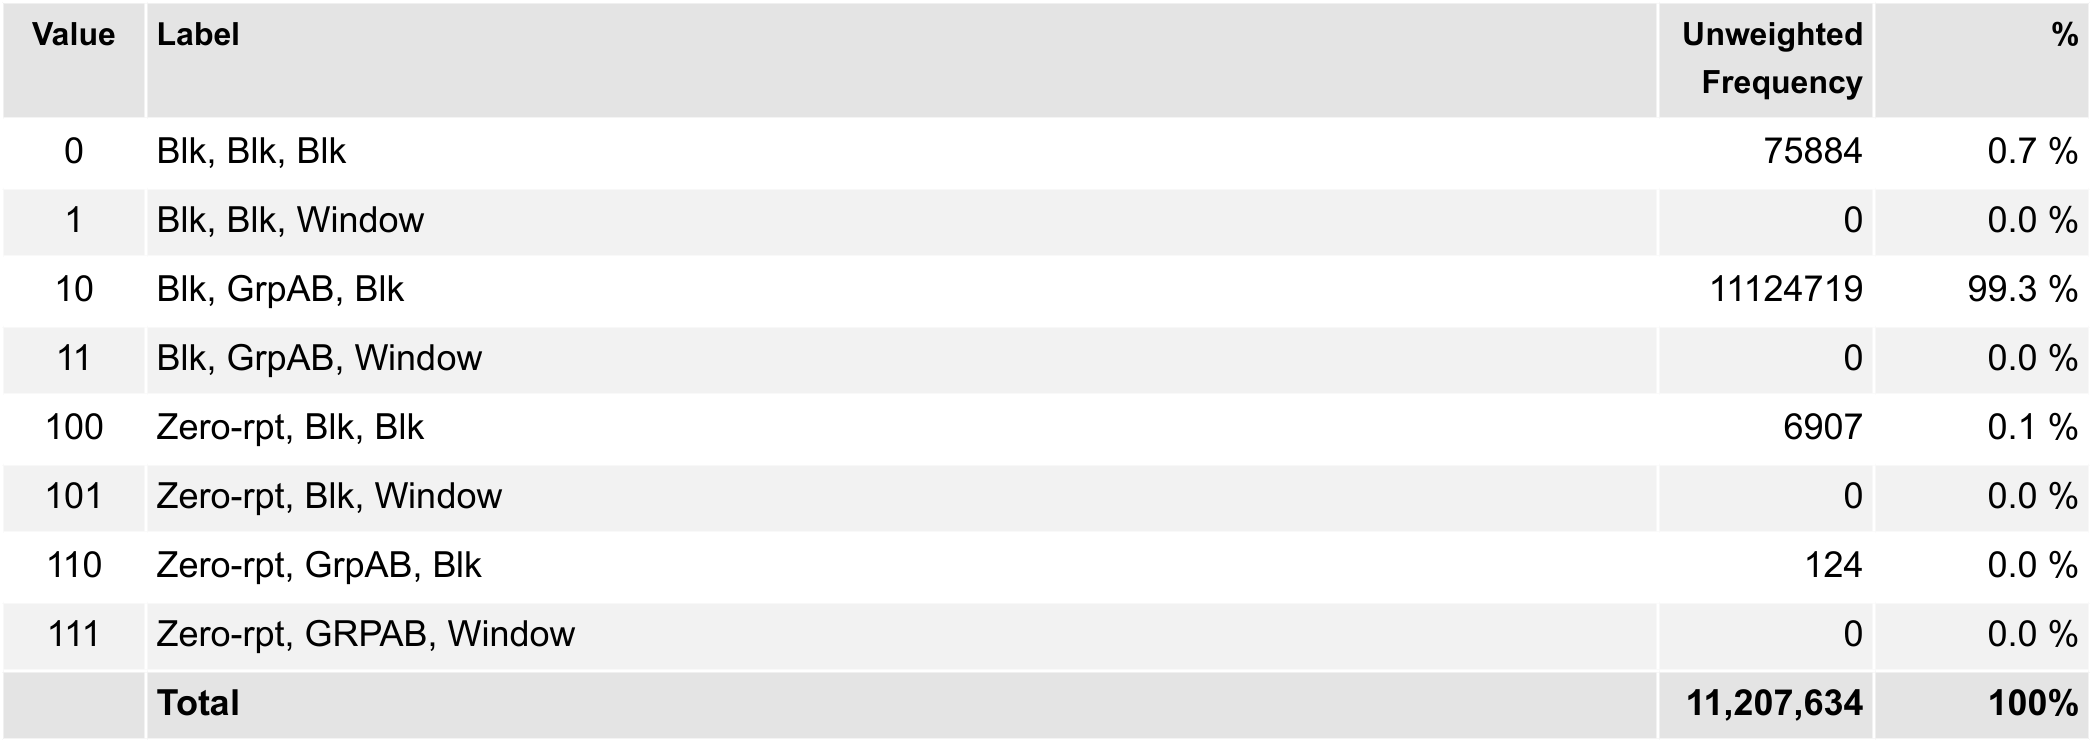 Value Label Unweighted Frequency %
0 Blk, Blk, Blk 75884 0.7 %
1 Blk, Blk, Window 0 0.0 %
10 Blk, GrpAB, Blk 11124719 99.3 %
11 Blk, GrpAB, Window 0 0.0 %
100 Zero-rpt, Blk, Blk 6907 0.1 %
101 Zero-rpt, Blk, Window 0 0.0 %
110 Zero-rpt, GrpAB, Blk 124 0.0 %
111 Zero-rpt, GRPAB, Window 0 0.0 %
Total 11,207,634 100%